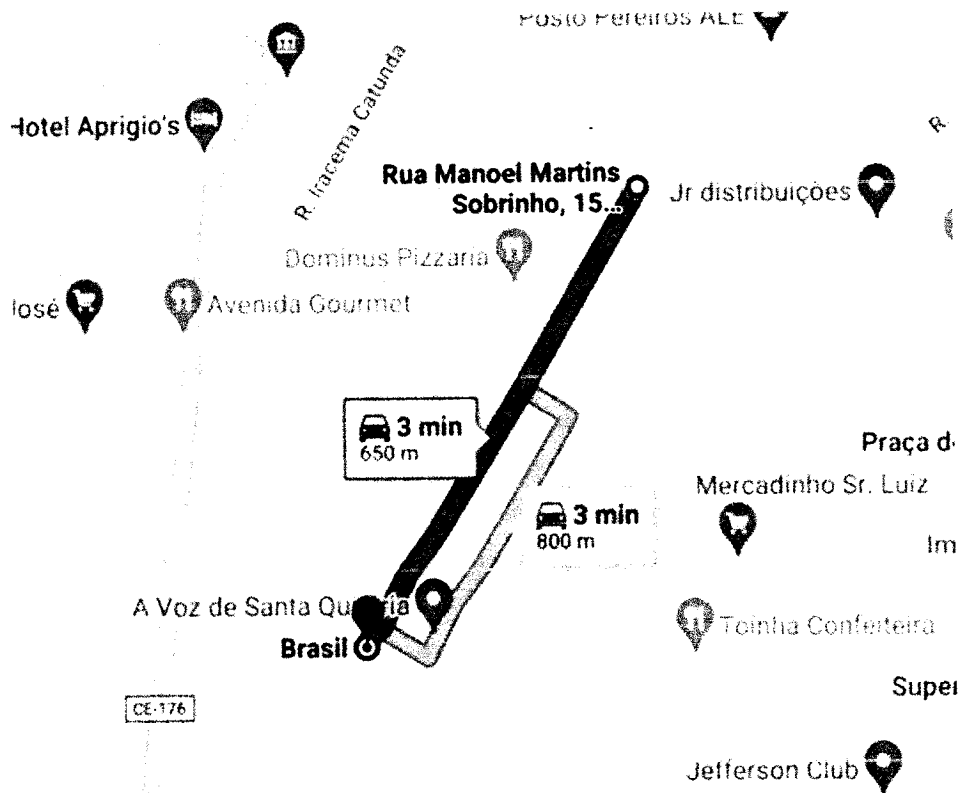 Posto Pereiros ALE
Hotel Aprigio's
R. Iracema Catunda
R.
Rua Manoel Martins
Sobrinho, 15...
Jr distribuições
Dominus Pizzaria
José
Avenida Gourmet
3 min
650 m
Praça d
Mercadinho Sr. Luiz
3 min
800 m
Im
A Voz de Santa Qu ria
Toinha Confeiteira
Brasil
Super
CE-176
Jefferson Club